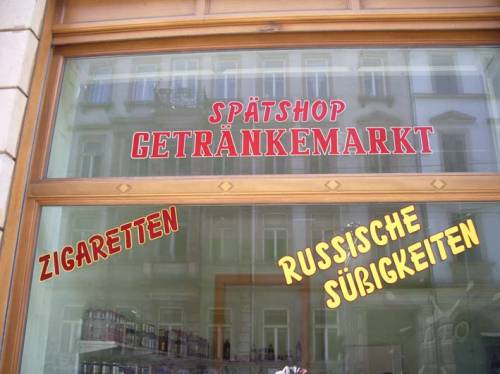 SPÄTSHOP
GETRÄNKEMARKT
ZIGARETTEN
RUSSISCHE
SÜßIGKEITEN